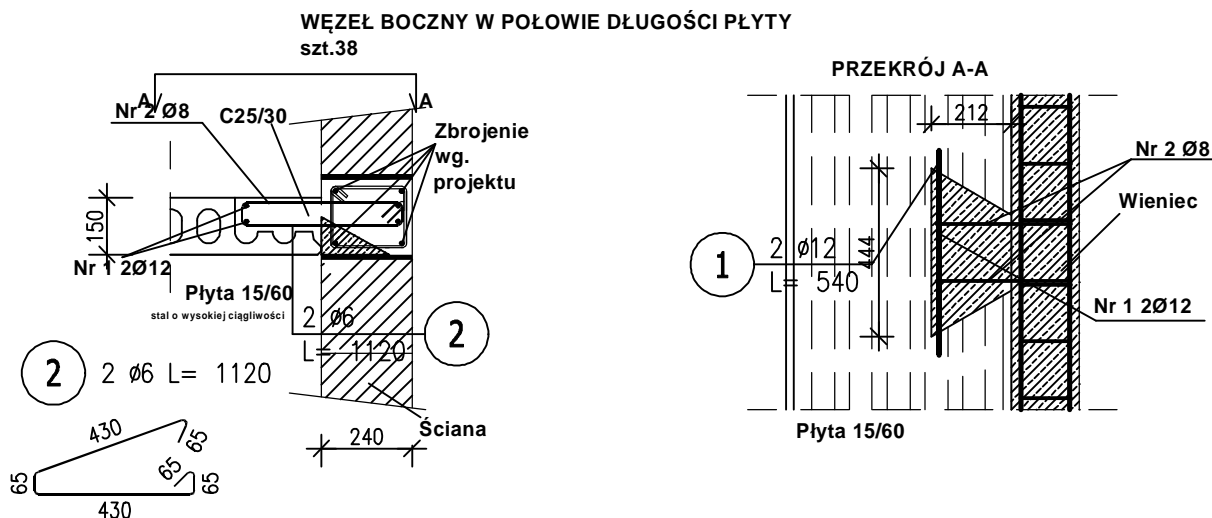 WĘZEŁ BOCZNY W POŁOWIE DŁUGOŚCI PŁYTY
szt.38
PRZEKRÓJ A-A
A
A
Nr 2 Ø8
C25/30
Zbrojenie
wg.
projektu
150
Nr 1 2Ø12
Płyta 15/60
stal o wysokiej ciągliwości
2 ø6
L= 1120
2
2
2 ø6 L= 1120
430
65
65
65
65
430
240
Ściana
212
Nr 2 Ø8
Wieniec
1
2 ø12
L= 540
444
Nr 1 2Ø12
Płyta 15/60